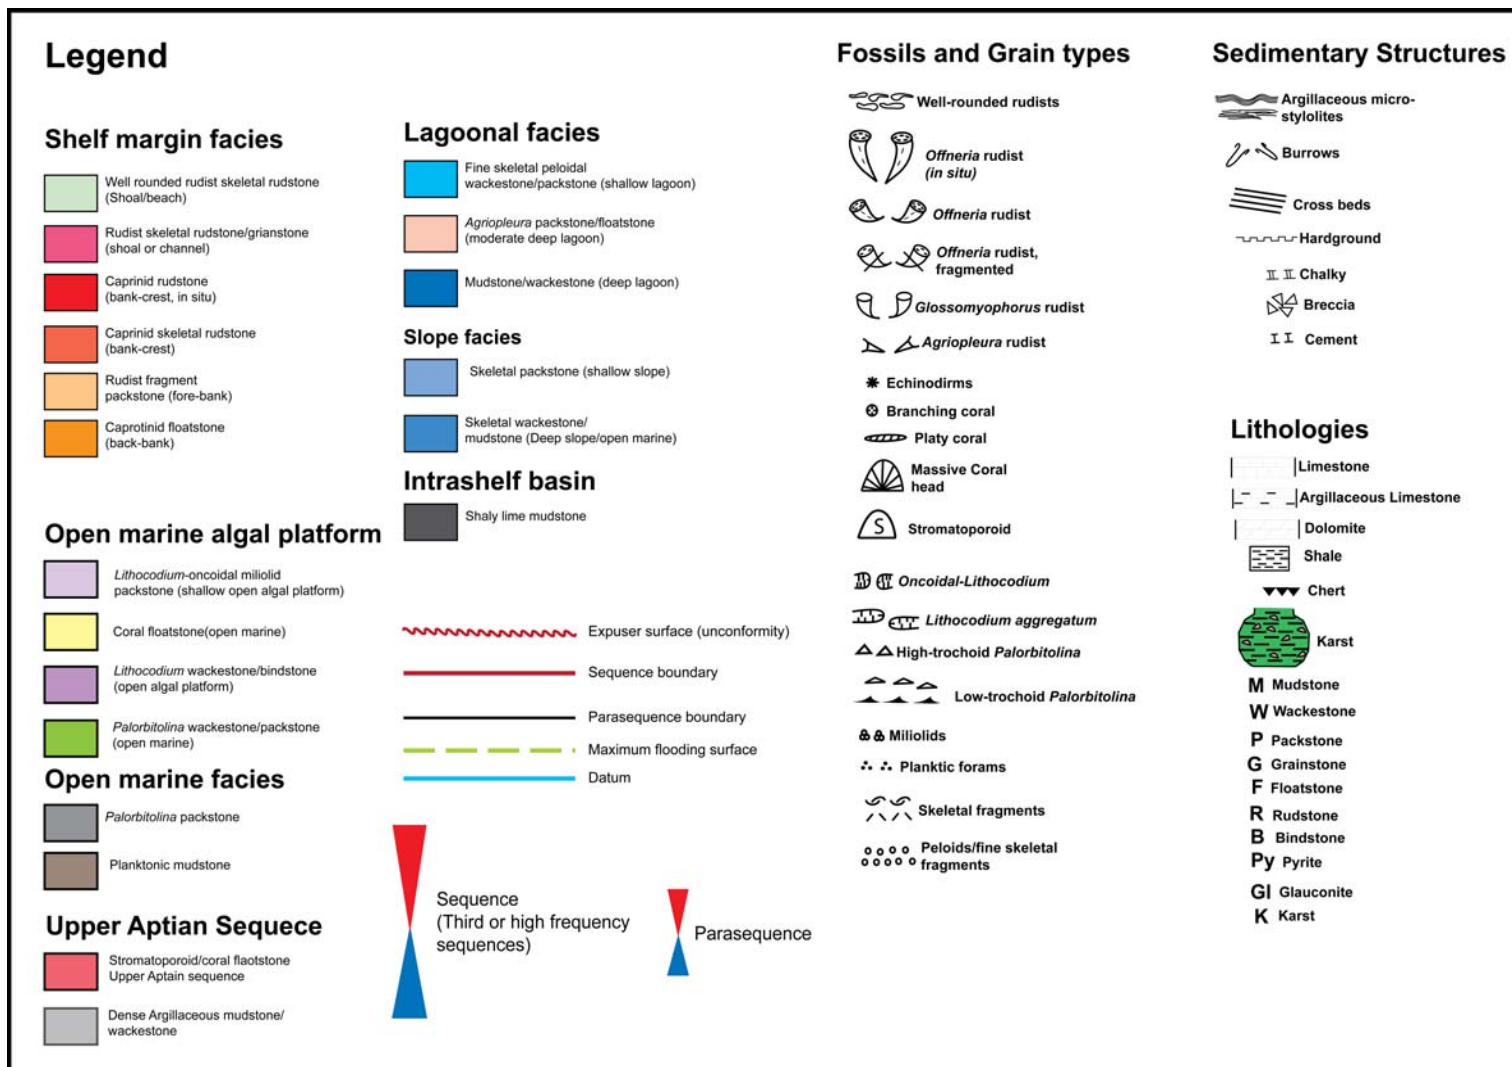 Legend
Shelf margin facies
Well rounded rudist skeletal rudstone
(Shoal/beach)
Rudist skeletal rudstone/grianstone
(shoal or channel)
Caprinid rudstone
(bank-crest, in situ)
Caprinid skeletal rudstone
(bank-crest)
Rudist fragment
packstone (fore-bank)
Caprotinid floatstone
(back-bank)
Open marine algal platform
Lithocodium-oncoidal miliolid
packstone (shallow open algal platform)
Coral floatstone(open marine)
Lithocodium wackestone/bindstone
(open algal platform)
Palorbitolina wackestone/packstone
(open marine)
Open marine facies
Palorbitolina packstone
Planktonic mudstone
Upper Aptian Sequece
Stromatoporoid/coral flaotstone
Upper Aptain sequence
Dense Argillaceous mudstone/
wackestone
Lagoonal facies
Fine skeletal peloidal
wackestone/packstone (shallow lagoon)
Agriopleura packstone/floatstone
(moderate deep lagoon)
Mudstone/wackestone (deep lagoon)
Slope facies
Skeletal packstone (shallow slope)
Skeletal wackestone/
mudstone (Deep slope/open marine)
Intrashelf basin
Shaly lime mudstone
Expuser surface (unconformity)
Sequence boundary
Parasequence boundary
Maximum flooding surface
Datum
Sequence
(Third or high frequency
sequences)
Parasequence
Fossils and Grain types
Well-rounded rudists
Offneria rudist
(in situ)
Offneria rudist
Offneria rudist,
fragmented
Glossomyophorus rudist
Agriopleura rudist
Echinodirms
Branching coral
Platy coral
Massive Coral
head
S Stromatoporoid
Oncoidal-Lithocodium
Lithocodium aggregatum
High-trochoid Palorbitolina
Low-trochoid Palorbitolina
Miliolids
Planktic forams
Skeletal fragments
Peloids/fine skeletal
fragments
Sedimentary Structures
Argillaceous micro-
stylolites
Burrows
Cross beds
Hardground
Chalky
Breccia
Cement
Lithologies
Limestone
Argillaceous Limestone
Dolomite
Shale
Chert
Karst
M Mudstone
W Wackestone
P Packstone
G Grainstone
F Floatstone
R Rudstone
B Bindstone
Py Pyrite
Gl Glauconite
K Karst